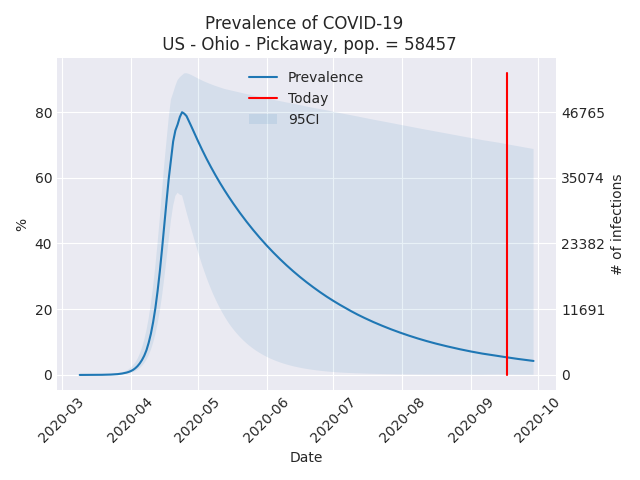 Prevalence of COVID-19
US - Ohio - Pickaway, pop. = 58457
Prevalence
Today
95CI
80
60
40
20
0
%
46765
35074
23382
11691
0
# of infections
2020-03
2020-04
2020-05
2020-06
2020-07
2020-08
2020-09
2020-10
Date